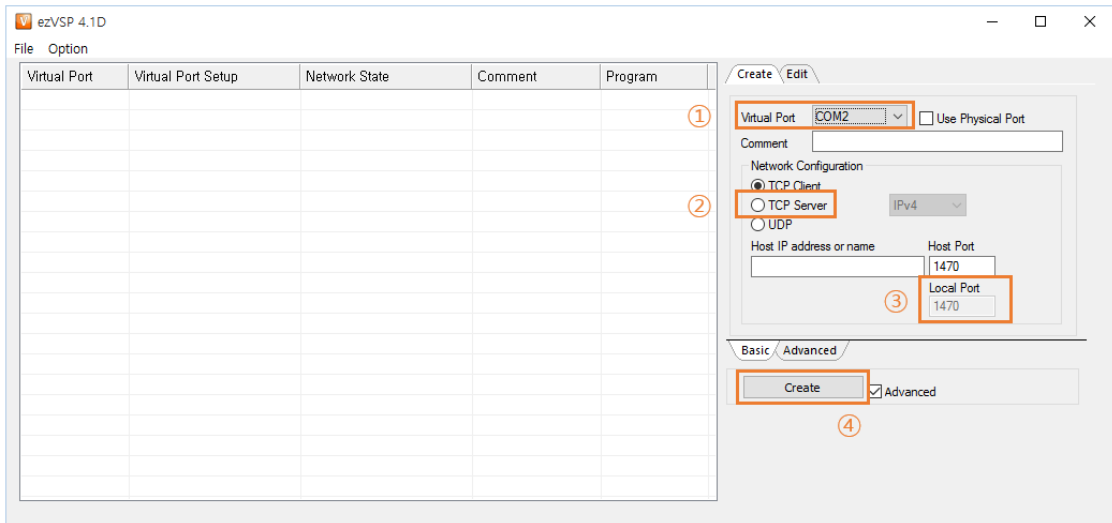 ezVSP 4.1D
File Option
Virtual Port Virtual Port Setup Network State Comment Program
Create Edit
① Virtual Port COM2 Use Physical Port
Comment
Network Configuration
TCP Client
② TCP Server IPv4
UDP
Host IP address or name Host Port
1470
Local Port
③ 1470
Basic Advanced
Create Advanced
④